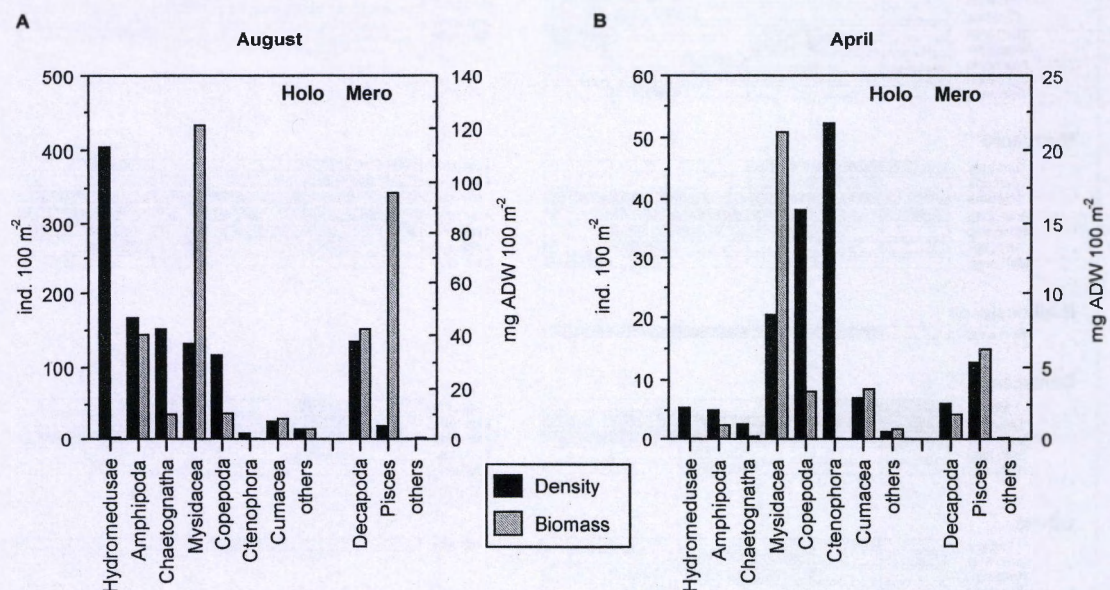 A
August
500
400
300
200
100
0
ind. 100 m⁻²
140
120
100
80
60
40
20
0
mg ADW 100 m⁻²
Holo Mero
Hydromedusae
Amphipoda
Chaetognatha
Mysidacea
Copepoda
Ctenophora
Cumacea
others
Decapoda
Pisces
others
Density
Biomass
B
April
60
50
40
30
20
10
0
ind. 100 m⁻²
25
20
15
10
5
0
mg ADW 100 m⁻²
Holo Mero
Hydromedusae
Amphipoda
Chaetognatha
Mysidacea
Copepoda
Ctenophora
Cumacea
others
Decapoda
Pisces
others